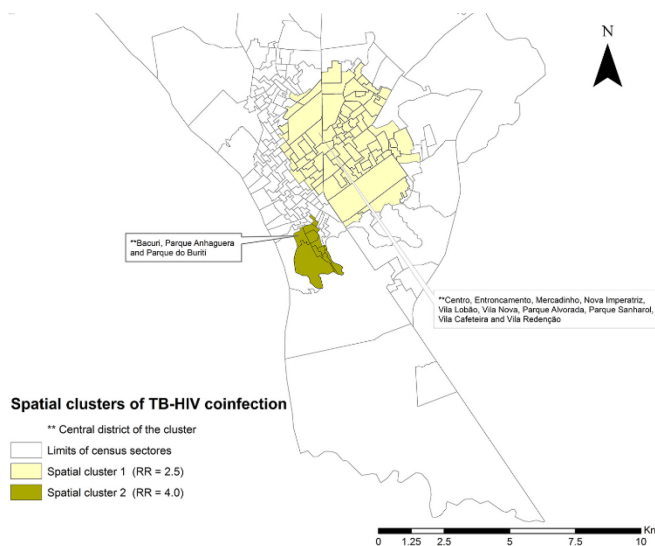 N
**Bacuri, Parque Anhaguera
and Parque do Buriti
**Centro, Entroncamento, Mercadinho, Nova Imperatriz,
Vila Lobão, Vila Nova, Parque Alvorada, Parque Sanharol,
Vila Cafeteira and Vila Redenção
Spatial clusters of TB-HIV coinfection
** Central district of the cluster
Limits of census sectores
Spatial cluster 1 (RR = 2.5)
Spatial cluster 2 (RR = 4.0)
Km
0 1.25 2.5 5 7.5 10